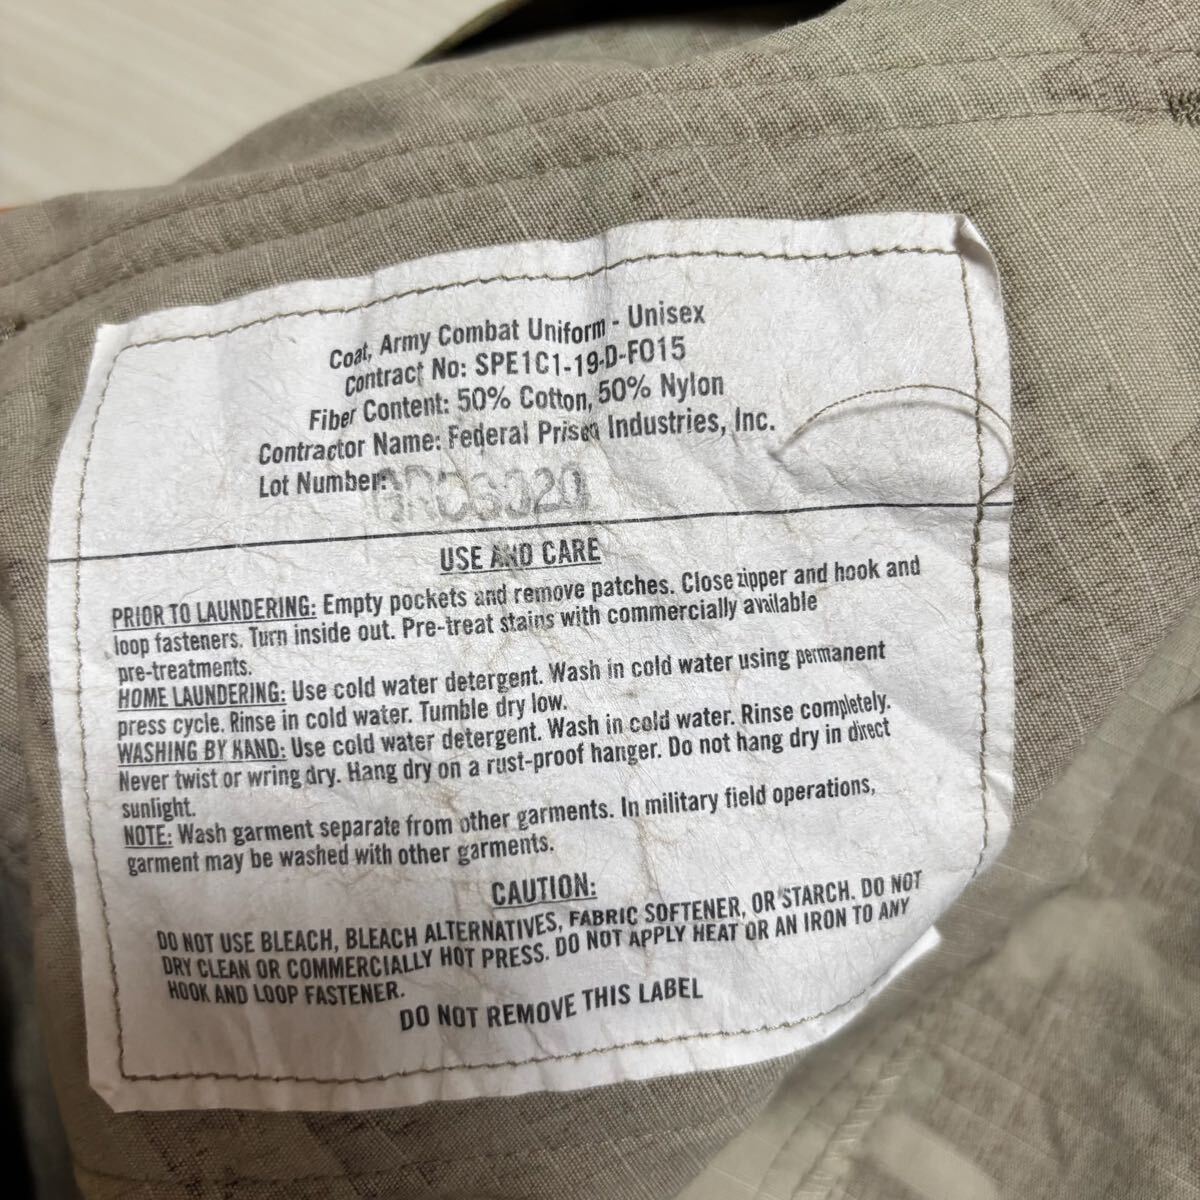 Coat, Army Combat Uniform - Unisex
Contract No: SPE1C1-19-D-F015
Fiber Content: 50% Cotton, 50% Nylon
Contractor Name: Federal Prison Industries, Inc.
Lot Number:
USE AND CARE
PRIOR TO LAUNDERING: Empty pockets and remove patches. Close zipper and hook and
loop fasteners. Turn inside out. Pre-treat stains with commercially available
pre-treatments.
HOME LAUNDERING: Use cold water detergent. Wash in cold water using permanent
press cycle. Rinse in cold water. Tumble dry low.
WASHING BY HAND: Use cold water detergent. Wash in cold water. Rinse completely.
Never twist or wring dry. Hang dry on a rust-proof hanger. Do not hang dry in direct
sunlight.
NOTE: Wash garment separate from other garments. In military field operations,
garment may be washed with other garments.
CAUTION:
DO NOT USE BLEACH, BLEACH ALTERNATIVES, FABRIC SOFTENER, OR STARCH. DO NOT
DRY CLEAN OR COMMERCIALLY HOT PRESS. DO NOT APPLY HEAT OR AN IRON TO ANY
HOOK AND LOOP FASTENER.
DO NOT REMOVE THIS LABEL